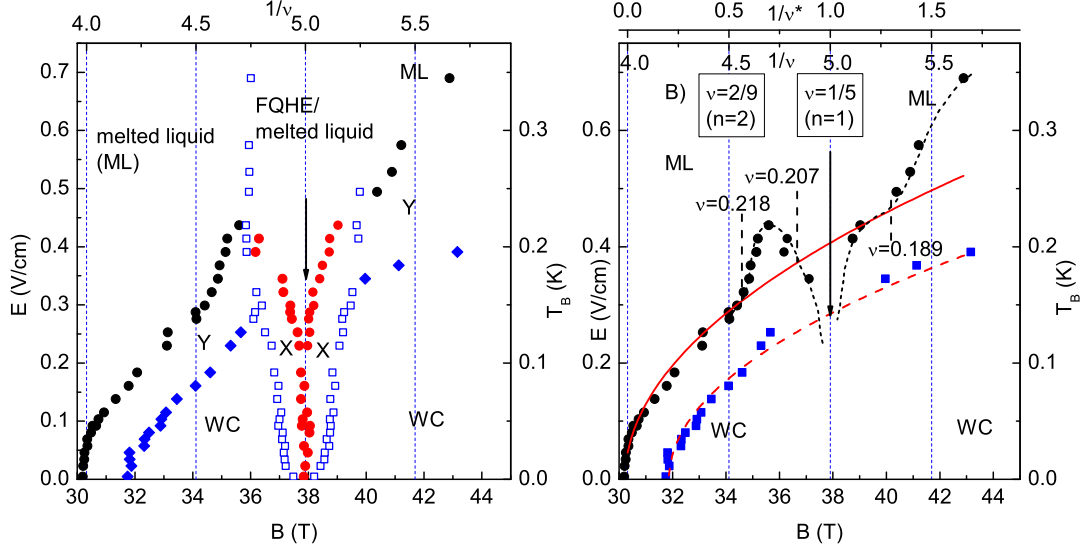 1/ν
4.0 4.5 5.0 5.5
0.7
0.6
0.5
0.4
0.3
0.2
0.1
0.0
E (V/cm)
ML
FQHE/
melted liquid
melted liquid
(ML)
Y
Y
X X
WC
WC
0.3
0.2
0.1
0.0
T_B (K)
30 32 34 36 38 40 42 44
B (T)
0.0 0.5 1/ν* 1.0 1.5
4.0 4.5 1/ν 5.0 5.5
B)
ν=2/9
(n=2)
ν=1/5
(n=1)
ML
ML
ν=0.207
ν=0.218
ν=0.189
WC
WC
0.6
0.4
0.2
0.0
E (V/cm)
0.3
0.2
0.1
0.0
T_B (K)
30 32 34 36 38 40 42 44
B (T)